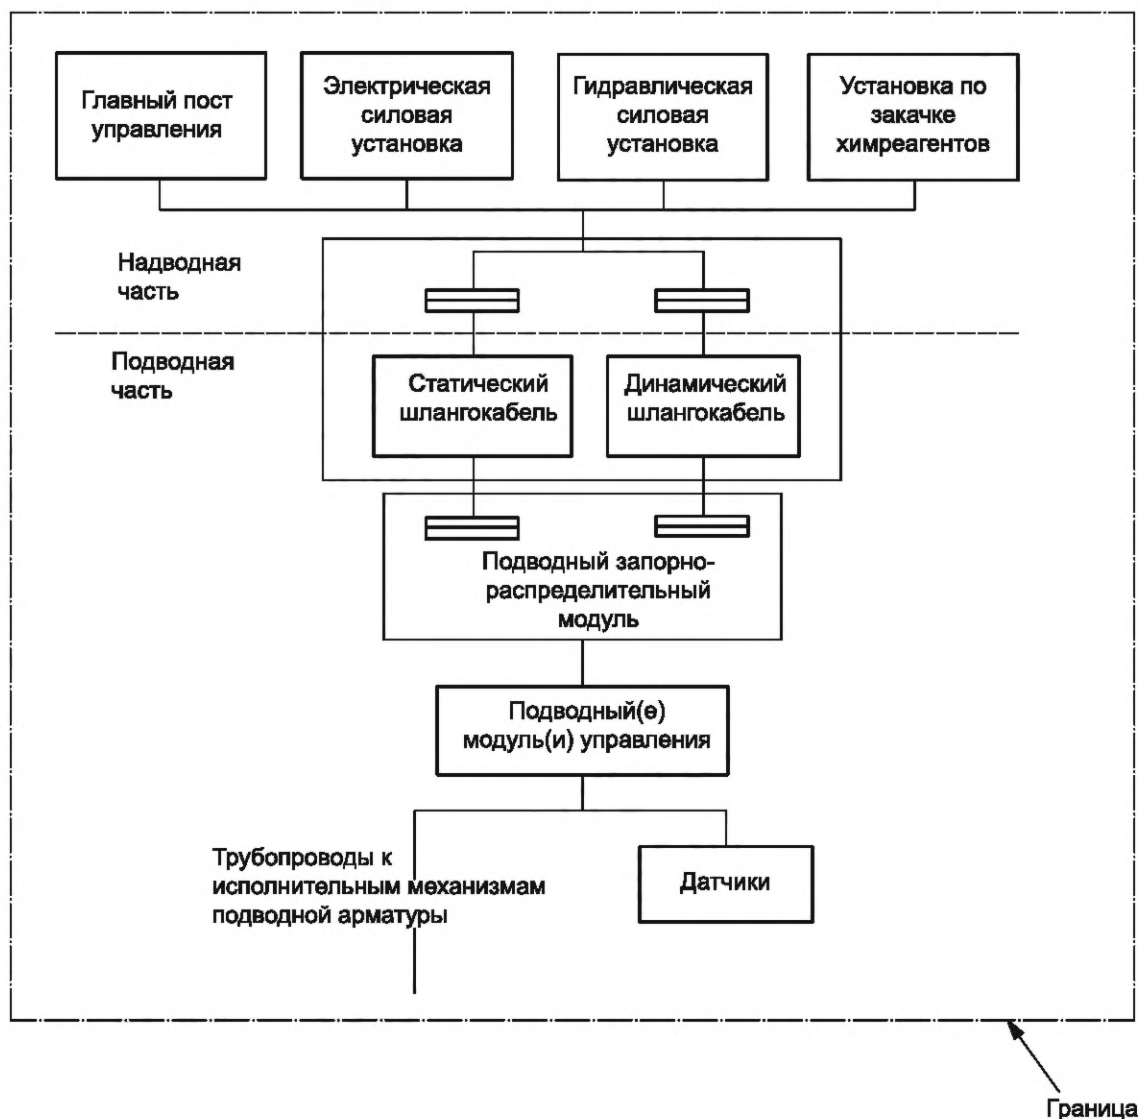 Главный пост
управления
Электрическая
силовая
установка
Гидравлическая
силовая
установка
Установка по
закачке
химреагентов
Надводная
часть
Подводная
часть
Статический
шлангокабель
Динамический
шлангокабель
Подводный запорно-
распределительный
модуль
Подводный(е)
модуль(и) управления
Трубопроводы к
исполнительным механизмам
подводной арматуры
Датчики
Граница